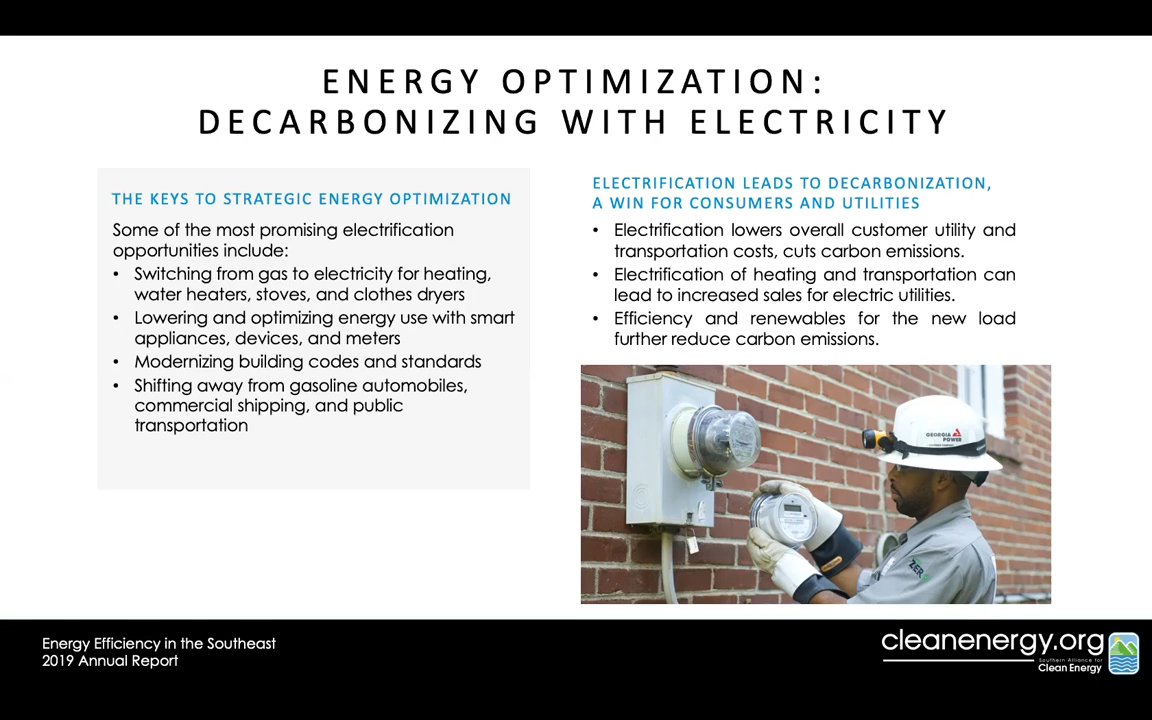 ENERGY OPTIMIZATION:
DECARBONIZING WITH ELECTRICITY
THE KEYS TO STRATEGIC ENERGY OPTIMIZATION
Some of the most promising electrification
opportunities include:
• Switching from gas to electricity for heating,
water heaters, stoves, and clothes dryers
• Lowering and optimizing energy use with smart
appliances, devices, and meters
• Modernizing building codes and standards
• Shifting away from gasoline automobiles,
commercial shipping, and public
transportation
ELECTRIFICATION LEADS TO DECARBONIZATION,
A WIN FOR CONSUMERS AND UTILITIES
• Electrification lowers overall customer utility and
transportation costs, cuts carbon emissions.
• Electrification of heating and transportation can
lead to increased sales for electric utilities.
• Efficiency and renewables for the new load
further reduce carbon emissions.
GEORGIA
POWER
ZERO
Energy Efficiency in the Southeast
2019 Annual Report
cleanenergy.org
Southern Alliance for
Clean Energy